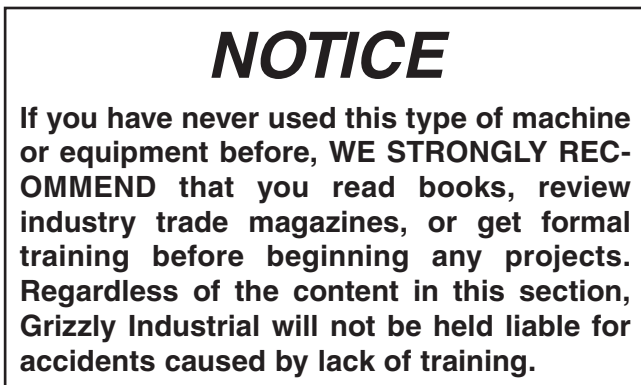 NOTICE
If you have never used this type of machine
or equipment before, WE STRONGLY REC-
OMMEND that you read books, review
industry trade magazines, or get formal
training before beginning any projects.
Regardless of the content in this section,
Grizzly Industrial will not be held liable for
accidents caused by lack of training.